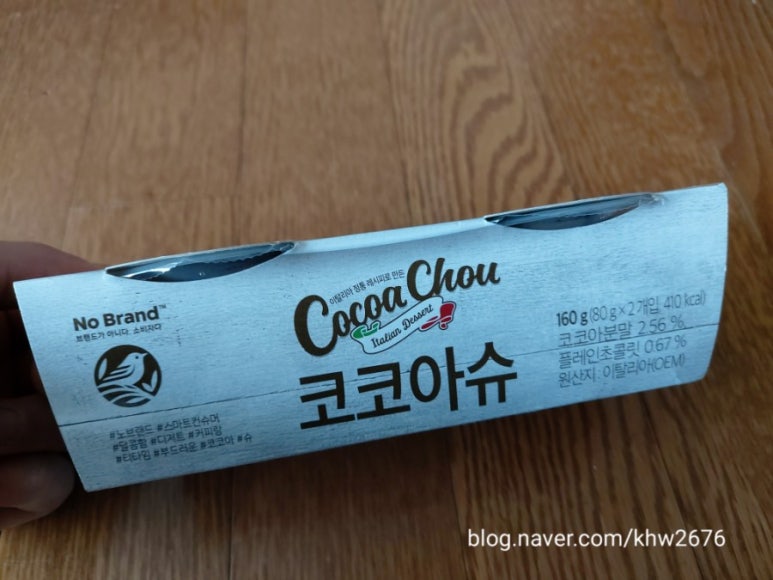 No Brand™
브랜드가 아니다. 소비자다
#노브랜드 #스마트컨슈머
#달콤함 #디저트 #커피랑
#티타임 #부드러운 #코코아 #슈
이탈리아 정통 레시피로 만든
Cocoa Chou
Italian Dessert
코코아슈
160 g (80 g × 2개입, 410 kcal)
코코아분말 2.56 %,
플레인초콜릿 0.67 %
원산지 : 이탈리아(OEM)
blog.naver.com/khw2676